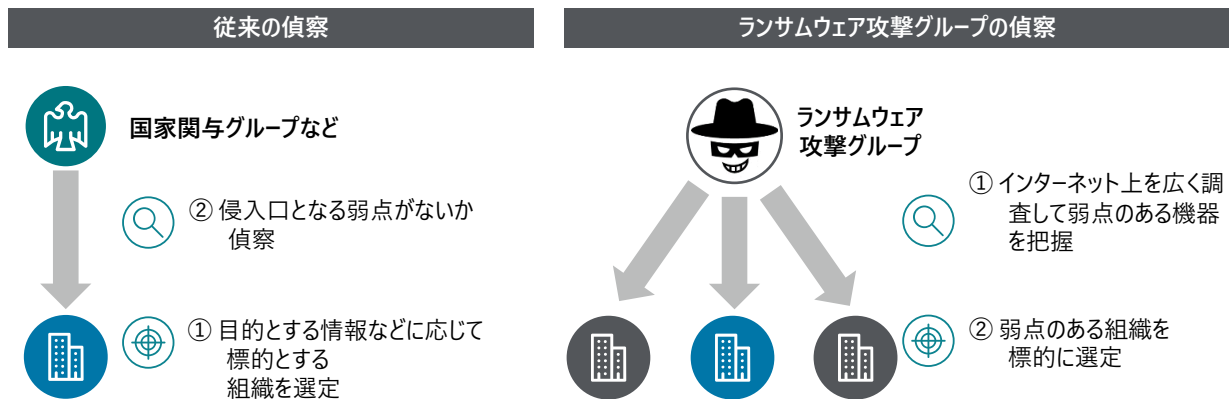 従来の偵察
国家関与グループなど
② 侵入口となる弱点がないか
偵察
① 目的とする情報などに応じて
標的とする
組織を選定
ランサムウェア攻撃グループの偵察
ランサムウェア
攻撃グループ
① インターネット上を広く調
査して弱点のある機器
を把握
② 弱点のある組織を
標的に選定